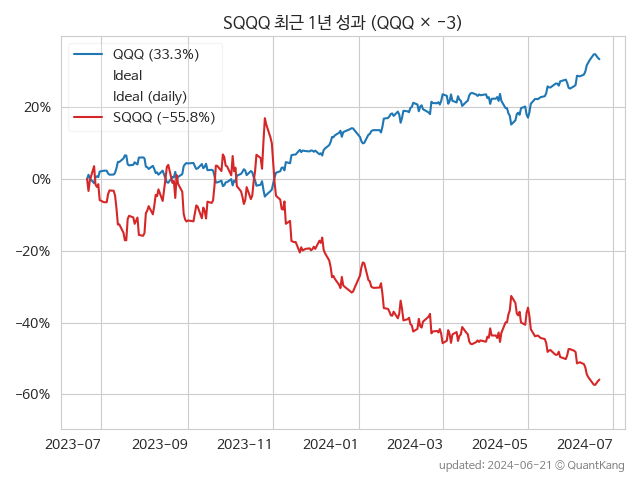 SQQQ 최근 1년 성과 (QQQ × −3)
QQQ (33.3%)
Ideal
Ideal (daily)
SQQQ (−55.8%)
20%
0%
−20%
−40%
−60%
2023−07
2023−09
2023−11
2024−01
2024−03
2024−05
2024−07
updated: 2024-06-21 © QuantKang